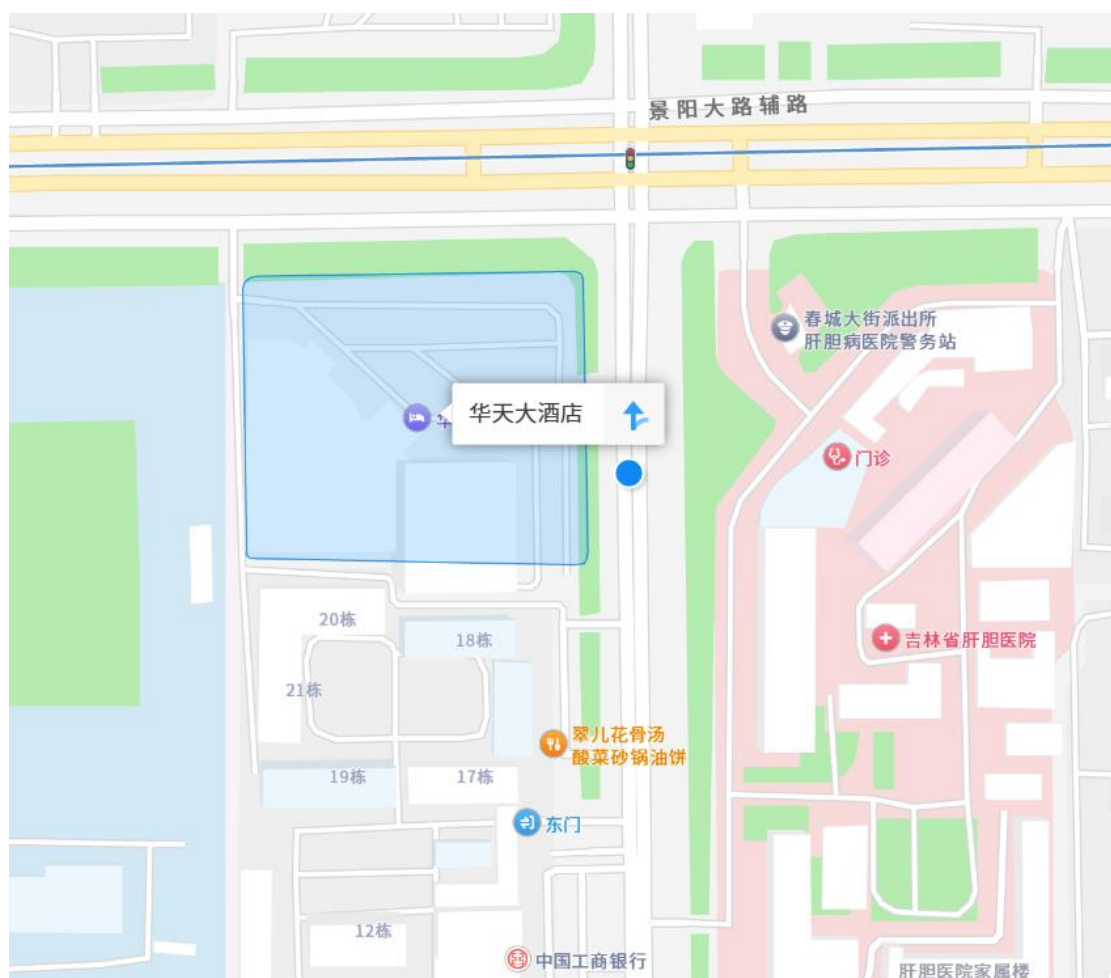 景阳大路辅路
春城大街派出所
肝胆病医院警务站
华天大酒店
门诊
20栋
18栋
吉林省肝胆医院
21栋
翠儿花骨汤
酸菜砂锅油饼
19栋
17栋
东门
12栋
中国工商银行
肝胆医院家属楼